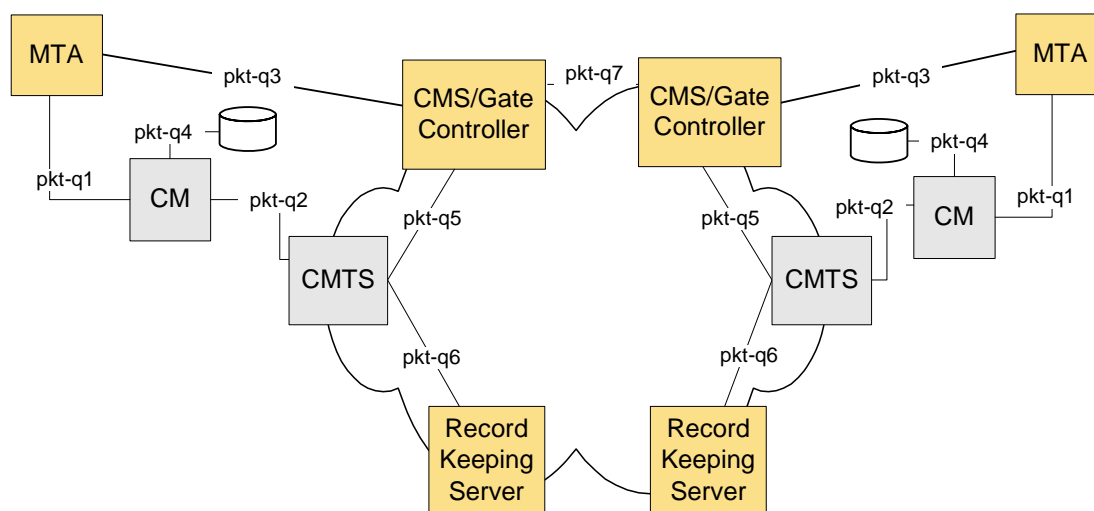 MTA
pkt-q3
pkt-q7
pkt-q3
MTA
CMS/Gate
Controller
CMS/Gate
Controller
pkt-q4
pkt-q4
pkt-q1
CM
pkt-q2
pkt-q5
pkt-q5
pkt-q2
CM
pkt-q1
CMTS
CMTS
pkt-q6
pkt-q6
Record
Keeping
Server
Record
Keeping
Server